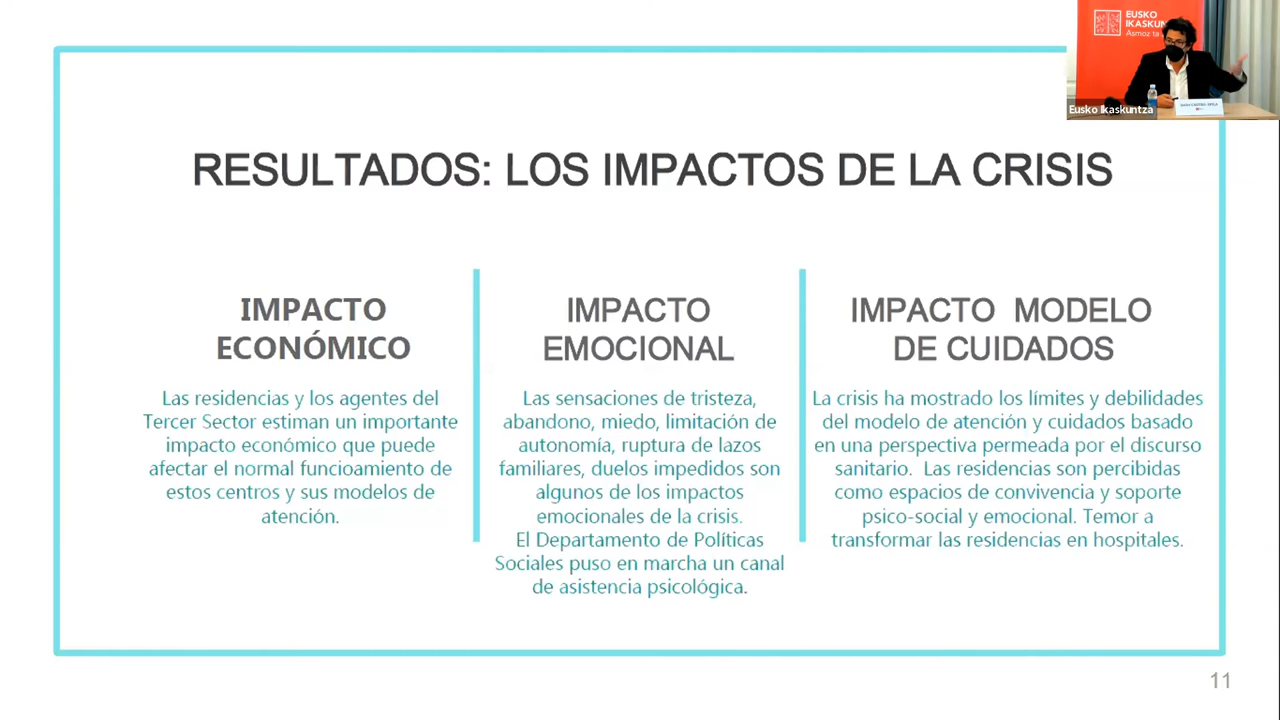 EUSKO
IKASKUN
Asmoz ta
Eusko Ikaskuntza
RESULTADOS: LOS IMPACTOS DE LA CRISIS
IMPACTO
ECONÓMICO
Las residencias y los agentes del
Tercer Sector estiman un importante
impacto económico que puede
afectar el normal funcioamiento de
estos centros y sus modelos de
atención.
IMPACTO
EMOCIONAL
Las sensaciones de tristeza,
abandono, miedo, limitación de
autonomía, ruptura de lazos
familiares, duelos impedidos son
algunos de los impactos
emocionales de la crisis.
El Departamento de Políticas
Sociales puso en marcha un canal
de asistencia psicológica.
IMPACTO MODELO
DE CUIDADOS
La crisis ha mostrado los límites y debilidades
del modelo de atención y cuidados basado
en una perspectiva permeada por el discurso
sanitario. Las residencias son percibidas
como espacios de convivencia y soporte
psico-social y emocional. Temor a
transformar las residencias en hospitales.
11